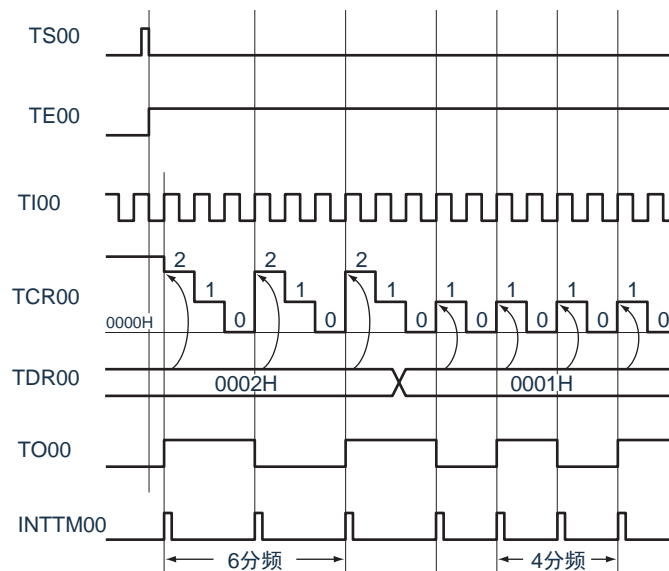 TS00
TE00
TI00
TCR00
2 2 2
1 1 1 1 1 1 1
0000H 0 0 0 0 0 0 0
TDR00 0002H 0001H
TO00
INTTM00
6分频 4分频